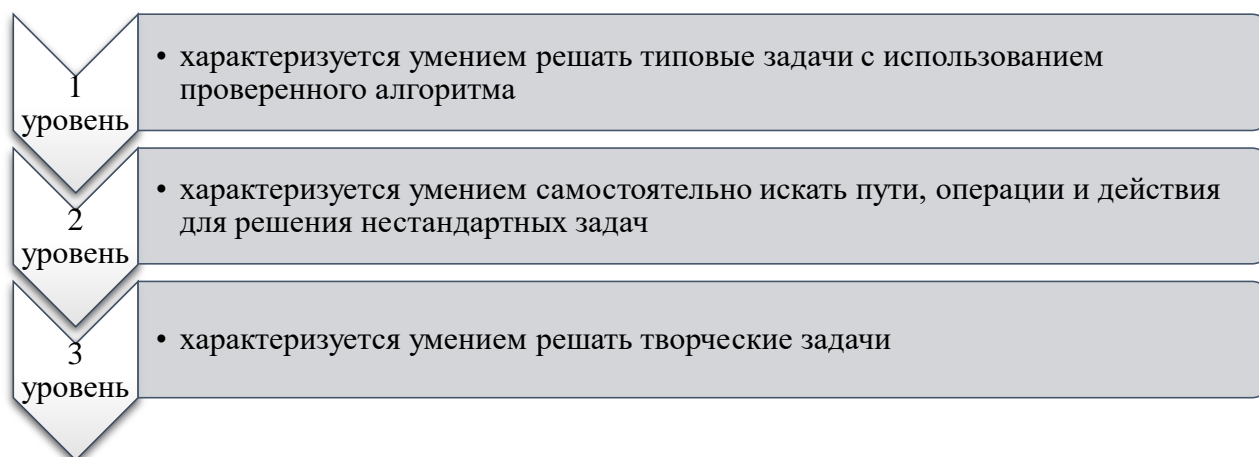 1
уровень
• характеризуется умением решать типовые задачи с использованием
проверенного алгоритма
2
уровень
• характеризуется умением самостоятельно искать пути, операции и действия
для решения нестандартных задач
3
уровень
• характеризуется умением решать творческие задачи